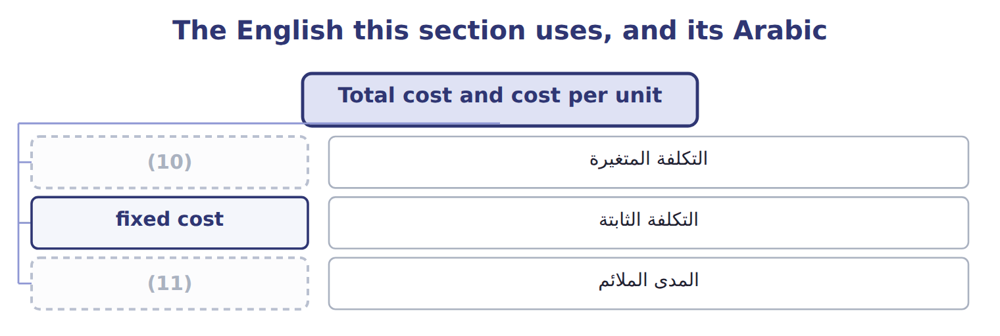 The English this section uses, and its Arabic
Total cost and cost per unit
(10)
التكلفة المتغيرة
fixed cost
التكلفة الثابتة
(11)
المدى الملائم